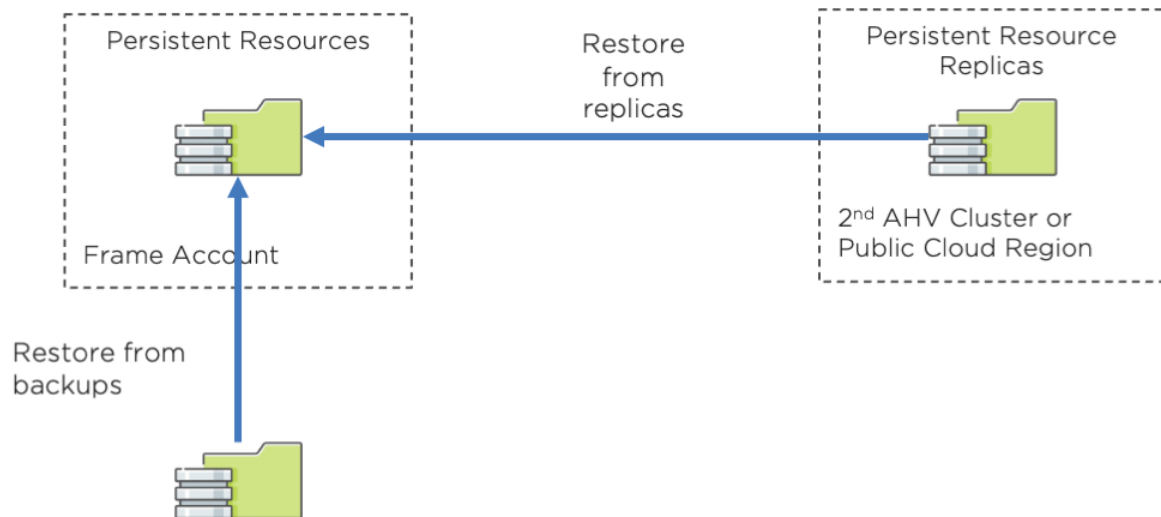 Persistent Resources
Frame Account
Restore
from
replicas
Persistent Resource
Replicas
2nd AHV Cluster or
Public Cloud Region
Restore from
backups